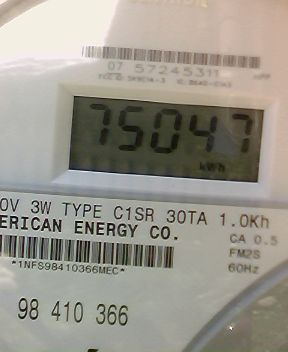 07 57245311
75047
kWh
0V 3W TYPE C1SR 30TA 1.0Kh
ERICAN ENERGY CO.
CA 0.5
FM2S
60Hz
*1NFS98410366MEC*
98 410 366